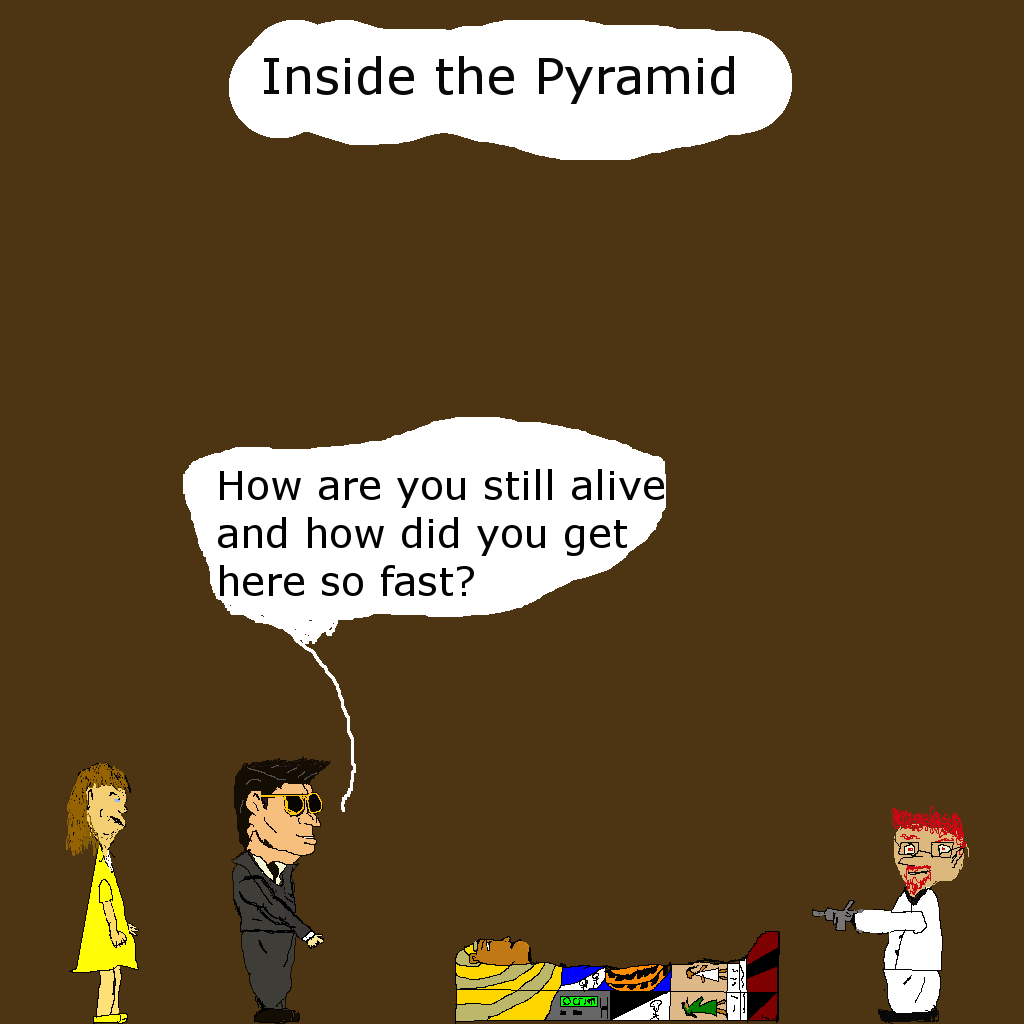 Inside the Pyramid
How are you still alive
and how did you get
here so fast?